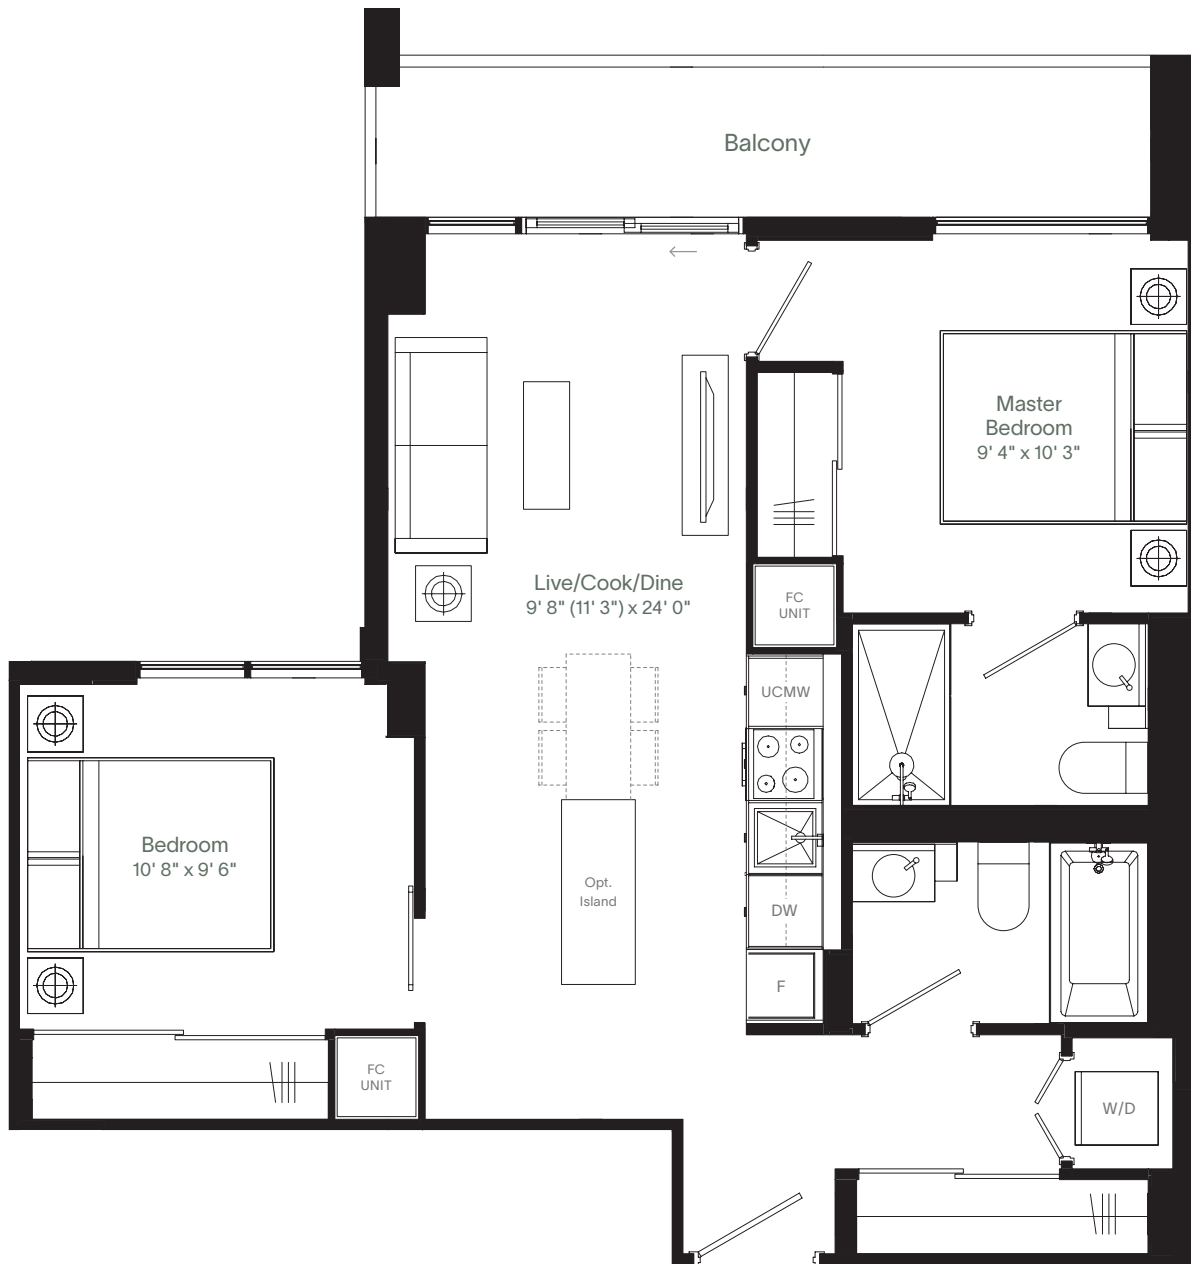 Balcony
Master
Bedroom
9' 4" x 10' 3"
Live/Cook/Dine
9' 8" (11' 3") x 24' 0"
FC
UNIT
UCMW
Bedroom
10' 8" x 9' 6"
Opt.
Island
DW
F
FC
UNIT
W/D